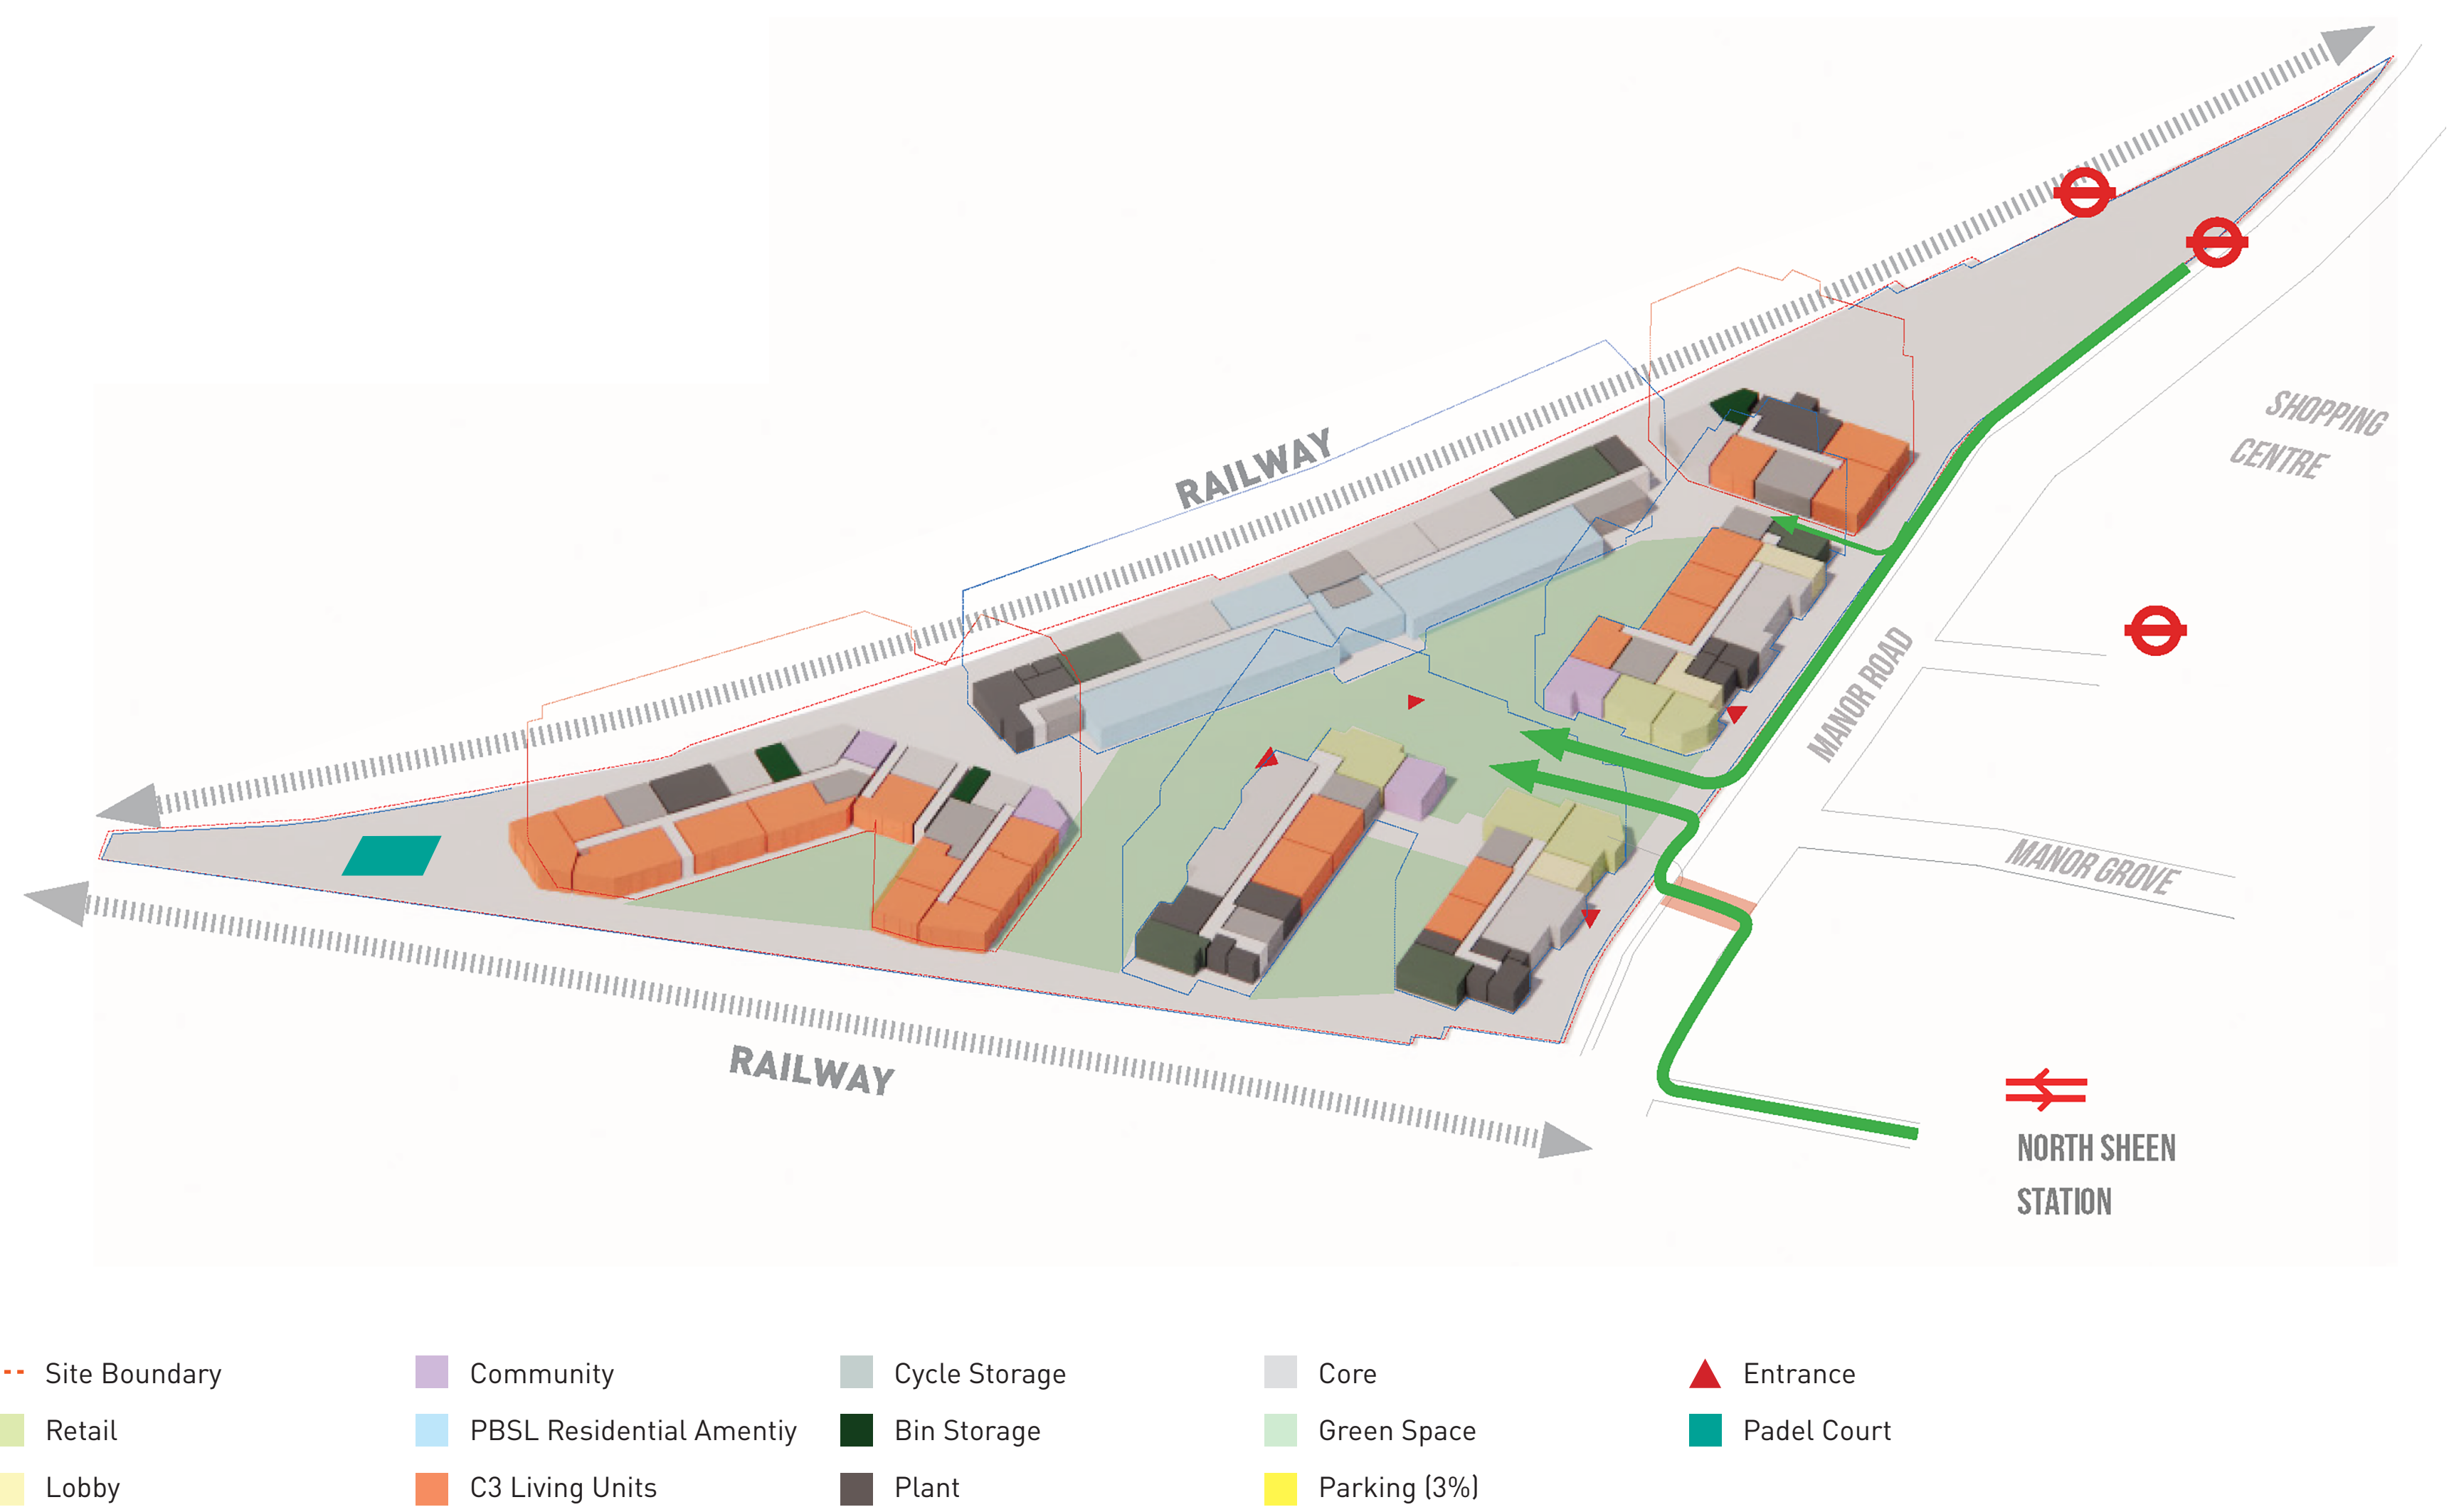 RAILWAY
SHOPPING
CENTRE
MANOR ROAD
MANOR GROVE
RAILWAY
NORTH SHEEN
STATION
Site Boundary
Community
Cycle Storage
Core
Entrance
Retail
PBSL Residential Amentiy
Bin Storage
Green Space
Padel Court
Lobby
C3 Living Units
Plant
Parking (3%)